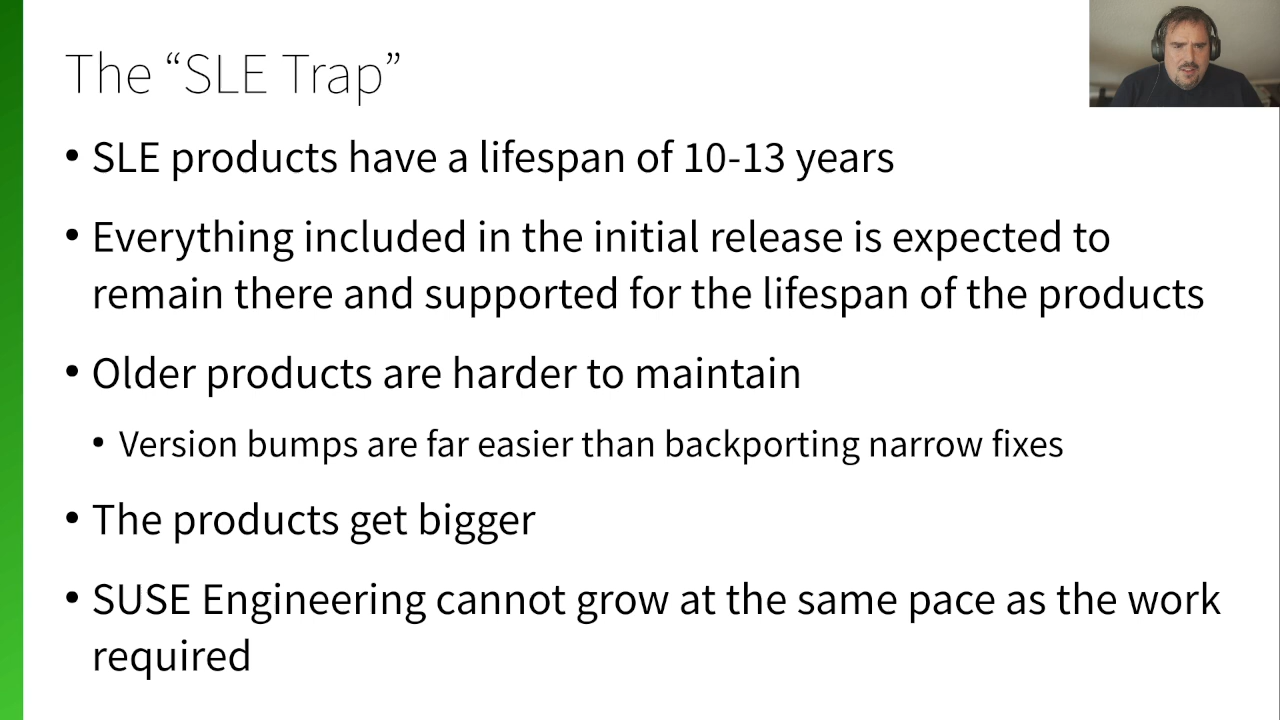 The “SLE Trap”
• SLE products have a lifespan of 10-13 years
• Everything included in the initial release is expected to
remain there and supported for the lifespan of the products
• Older products are harder to maintain
• Version bumps are far easier than backporting narrow fixes
• The products get bigger
• SUSE Engineering cannot grow at the same pace as the work
required